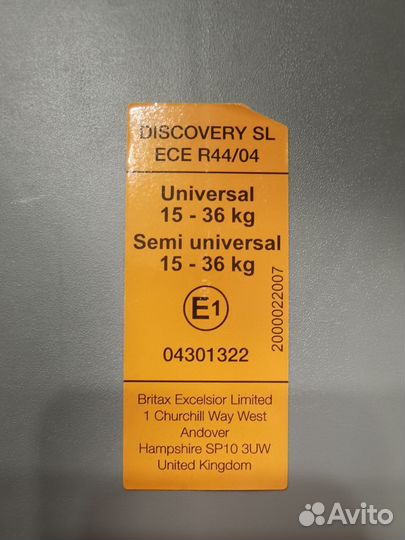 DISCOVERY SL
ECE R44/04
Universal
15 - 36 kg
Semi universal
15 - 36 kg
E1
04301322
2000022007
Britax Excelsior Limited
1 Churchill Way West
Andover
Hampshire SP10 3UW
United Kingdom
Avito